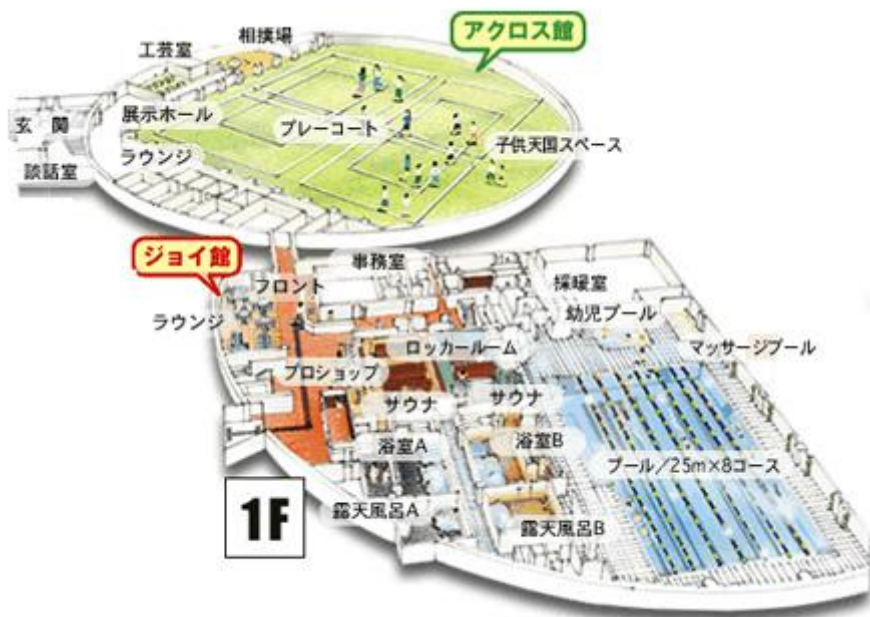 アクロス館
相撲場
工芸室
展示ホール
玄 関
プレーコート
子供天国スペース
ラウンジ
談話室
ジョイ館
事務室
フロント
採暖室
ラウンジ
幼児プール
ロッカールーム
マッサージプール
プロショップ
サウナ
サウナ
浴室A
浴室B
プール／25m×8コース
1F
露天風呂A
露天風呂B